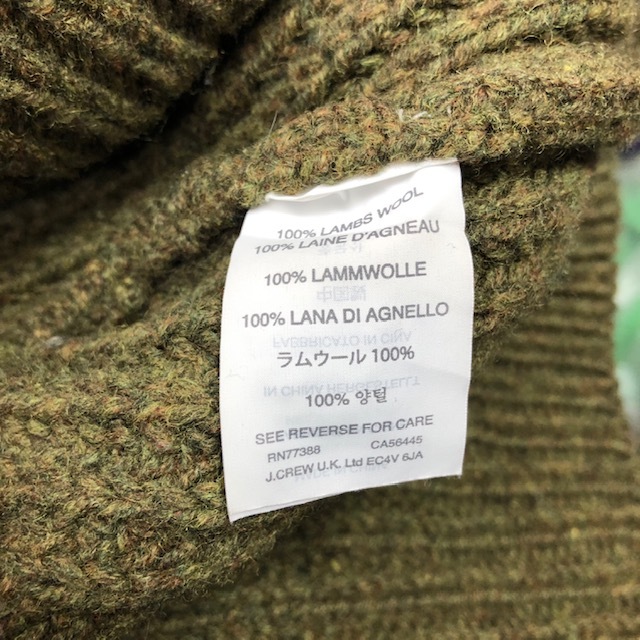 100% LAMBS WOOL
100% LAINE D'AGNEAU
100% LAMMWOLLE
100% LANA DI AGNELLO
ラムウール 100%
100% 양털
SEE REVERSE FOR CARE
RN77388 CA56445
J.CREW U.K. Ltd EC4V 6JA